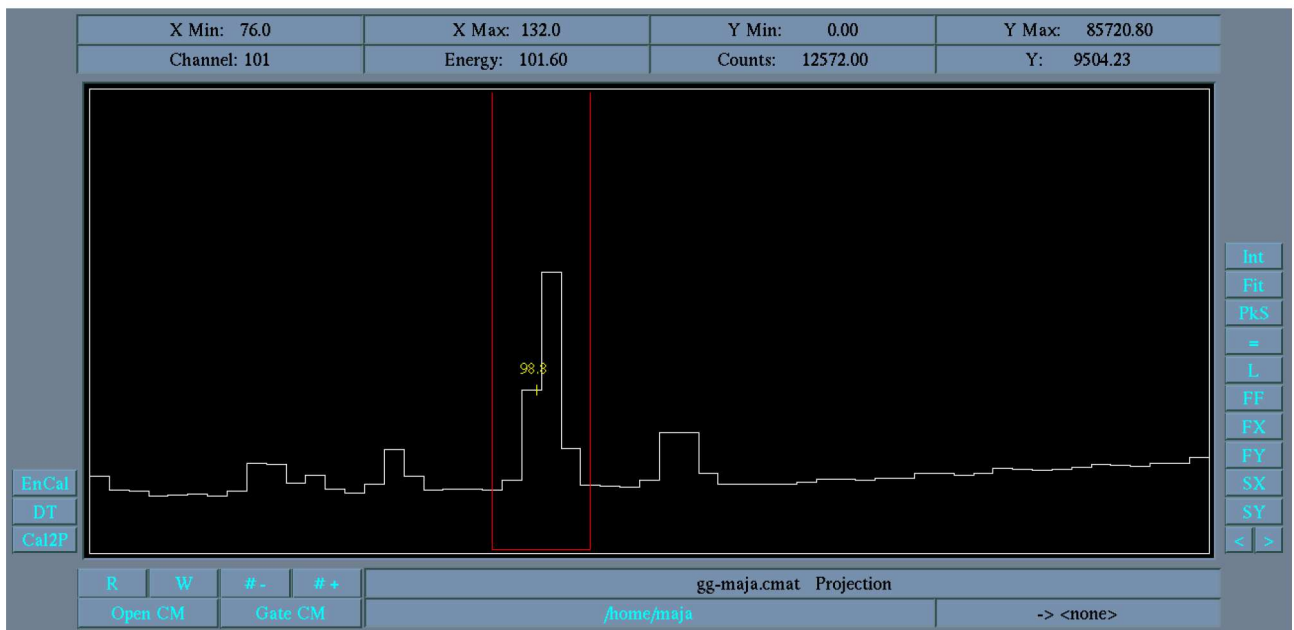 X Min: 76.0 X Max: 132.0 Y Min: 0.00 Y Max: 85720.80
Channel: 101 Energy: 101.60 Counts: 12572.00 Y: 9504.23
98.8
Int
Fit
PkS
=
L
FF
FX
FY
SX
SY
< >
EnCal
DT
Cal2P
R W # - # + gg-maja.cmat Projection
Open CM Gate CM /home/maja -> <none>